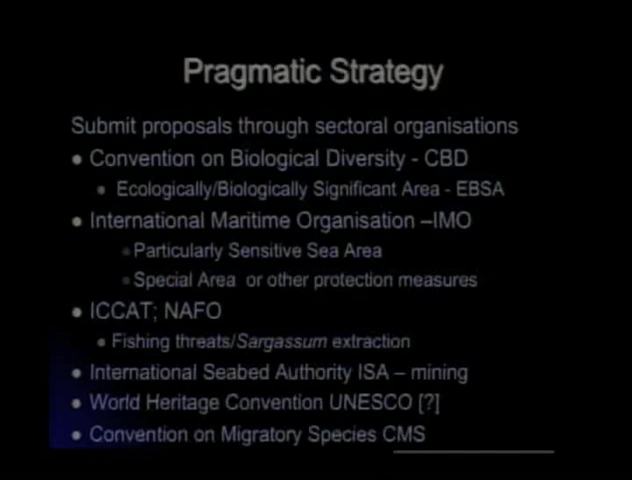 Pragmatic Strategy
Submit proposals through sectoral organisations
● Convention on Biological Diversity - CBD
● Ecologically/Biologically Significant Area - EBSA
● International Maritime Organisation –IMO
■Particularly Sensitive Sea Area
■Special Area or other protection measures
● ICCAT; NAFO
● Fishing threats/Sargassum extraction
● International Seabed Authority ISA – mining
● World Heritage Convention UNESCO [?]
● Convention on Migratory Species CMS